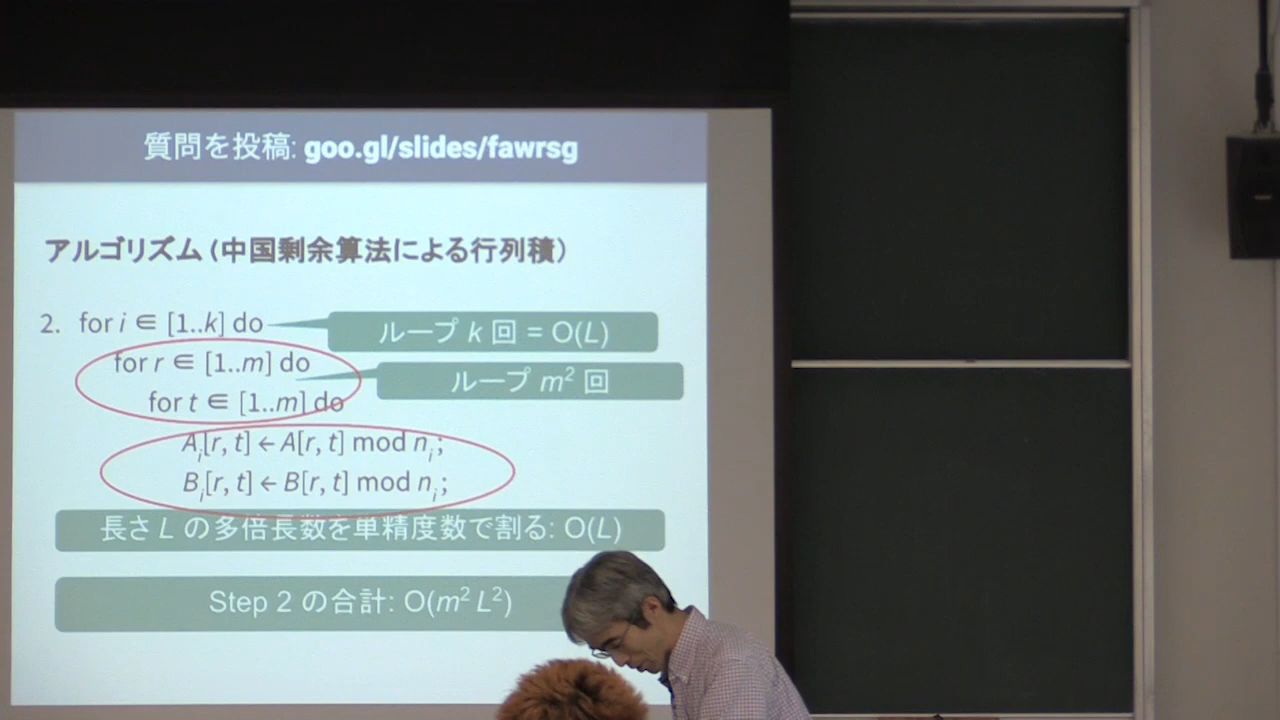 質問を投稿: goo.gl/slides/fawrsg
アルゴリズム (中国剰余算法による行列積)
2. for i ∈ [1..k] do
ループ k 回 = O(L)
for r ∈ [1..m] do
ループ m² 回
for t ∈ [1..m] do
Aᵢ[r, t] ← A[r, t] mod nᵢ;
Bᵢ[r, t] ← B[r, t] mod nᵢ;
長さ L の多倍長数を単精度数で割る: O(L)
Step 2 の合計: O(m² L²)